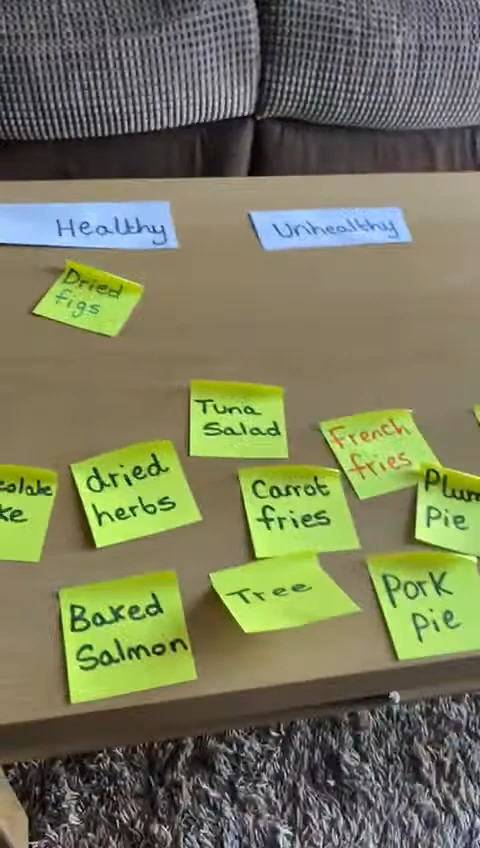 Healthy
Unhealthy
Dried
figs
Tuna
Salad
French
fries
dried
herbs
Carrot
fries
Pie
Baked
Salmon
Tree
Pork
Pie